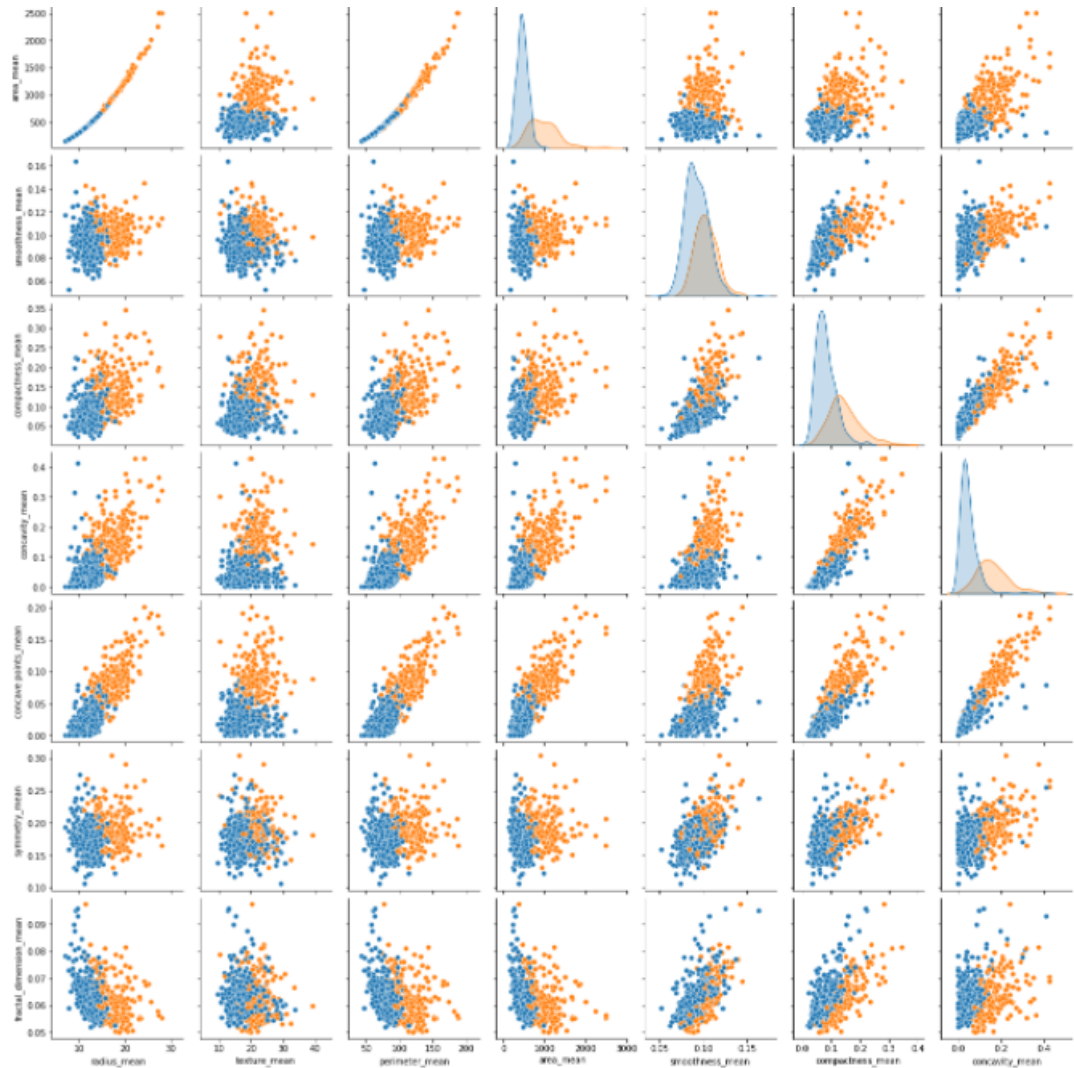 area_mean
2500
2000
1500
1000
500
smoothness_mean
0.16
0.14
0.12
0.10
0.08
0.06
compactness_mean
0.35
0.30
0.25
0.20
0.15
0.10
0.05
concavity_mean
0.4
0.3
0.2
0.1
0.0
concave points_mean
0.20
0.15
0.10
0.05
0.00
symmetry_mean
0.30
0.25
0.20
0.15
0.10
fractal_dimension_mean
0.09
0.08
0.07
0.06
0.05
10 20 30
radius_mean
10 20 30 40
texture_mean
50 100 150 200
perimeter_mean
0 1000 2000 3000
area_mean
0.05 0.10 0.15
smoothness_mean
0.0 0.1 0.2 0.3 0.4
compactness_mean
0.0 0.2 0.4
concavity_mean